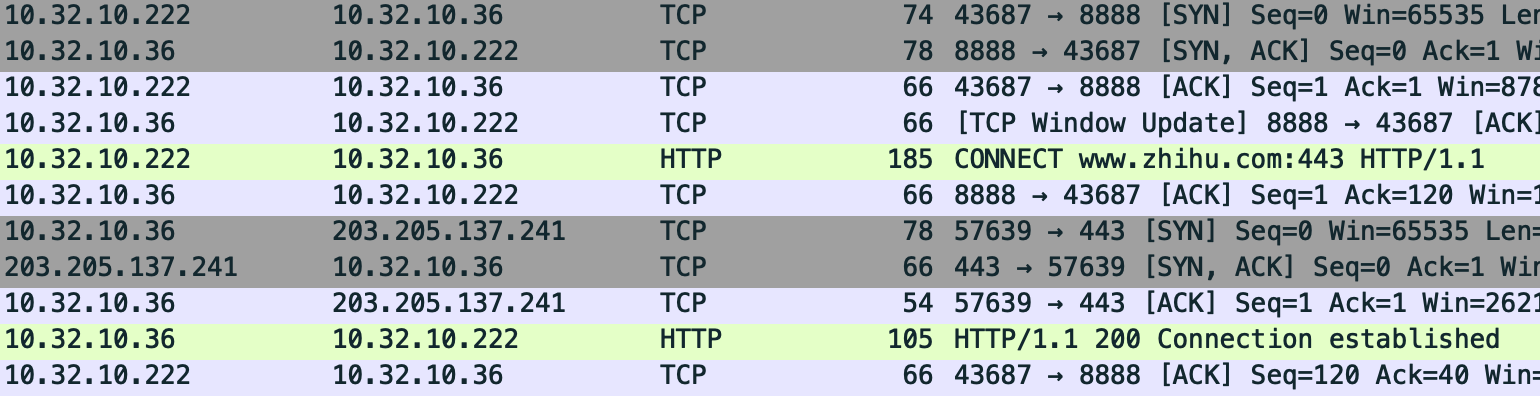 10.32.10.222 10.32.10.36 TCP 74 43687 → 8888 [SYN] Seq=0 Win=65535 Len
10.32.10.36 10.32.10.222 TCP 78 8888 → 43687 [SYN, ACK] Seq=0 Ack=1 Wi
10.32.10.222 10.32.10.36 TCP 66 43687 → 8888 [ACK] Seq=1 Ack=1 Win=878
10.32.10.36 10.32.10.222 TCP 66 [TCP Window Update] 8888 → 43687 [ACK]
10.32.10.222 10.32.10.36 HTTP 185 CONNECT www.zhihu.com:443 HTTP/1.1
10.32.10.36 10.32.10.222 TCP 66 8888 → 43687 [ACK] Seq=1 Ack=120 Win=1
10.32.10.36 203.205.137.241 TCP 78 57639 → 443 [SYN] Seq=0 Win=65535 Len=
203.205.137.241 10.32.10.36 TCP 66 443 → 57639 [SYN, ACK] Seq=0 Ack=1 Win
10.32.10.36 203.205.137.241 TCP 54 57639 → 443 [ACK] Seq=1 Ack=1 Win=2621
10.32.10.36 10.32.10.222 HTTP 105 HTTP/1.1 200 Connection established
10.32.10.222 10.32.10.36 TCP 66 43687 → 8888 [ACK] Seq=120 Ack=40 Win=